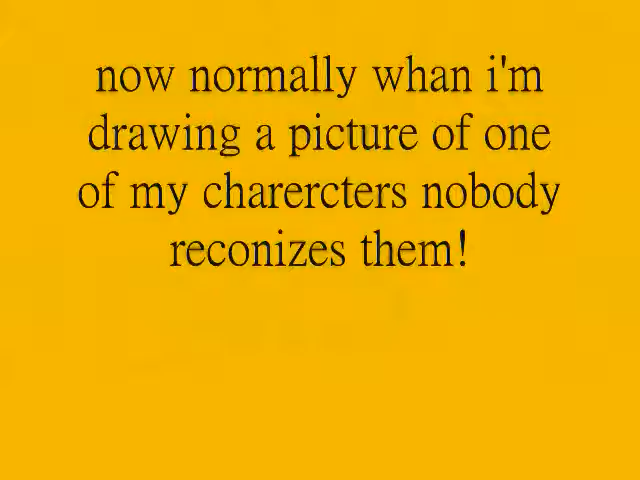 now normally whan i'm
drawing a picture of one
of my charercters nobody
reconizes them!